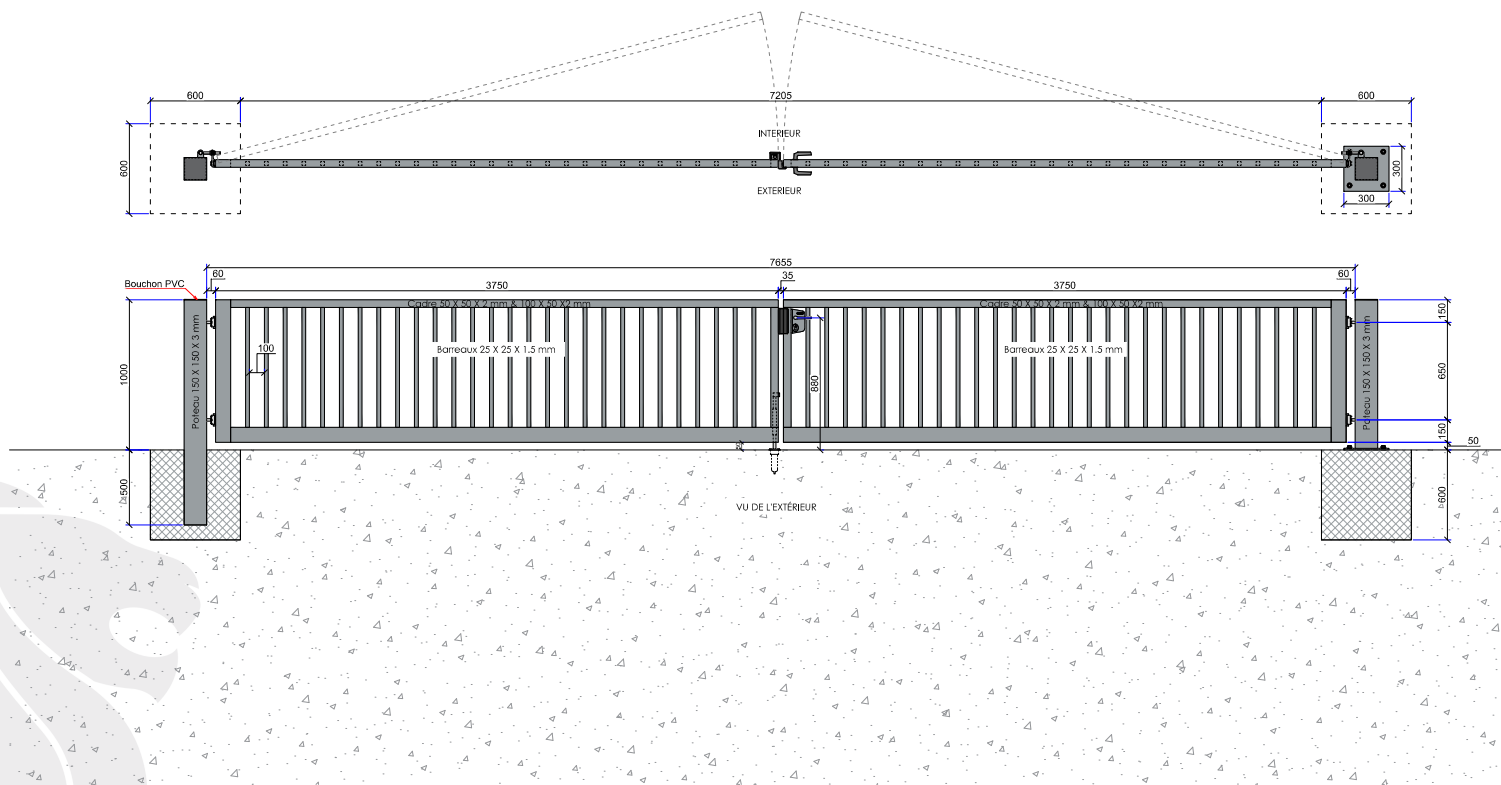 600
7205
600
INTERIEUR
600
EXTERIEUR
300
300
7655
60
35
60
Bouchon PVC
3750
3750
Cadre 50 X 50 X 2 mm & 100 X 50 X2 mm
Cadre 50 X 50 X 2 mm & 100 X 50 X2 mm
150
Poteau 150 X 150 X 3 mm
Poteau 150 X 150 X 3 mm
100
Barreaux 25 X 25 X 1.5 mm
Barreaux 25 X 25 X 1.5 mm
1000
880
650
150
50
500
600
VU DE L'EXTÉRIEUR